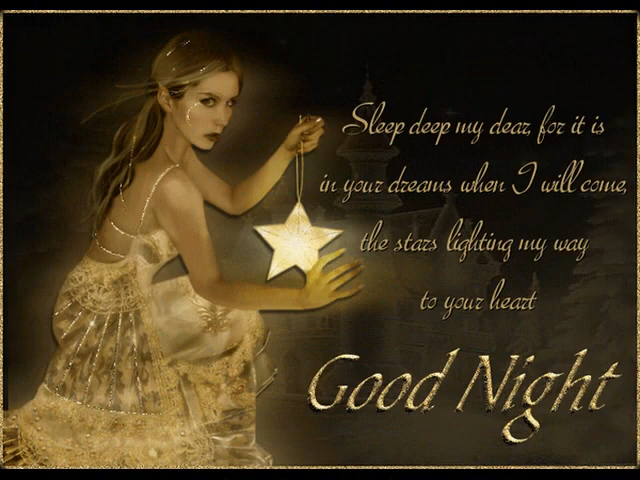 Sleep deep my dear, for it is
in your dreams when I will come,
the stars lighting my way
to your heart
Good Night